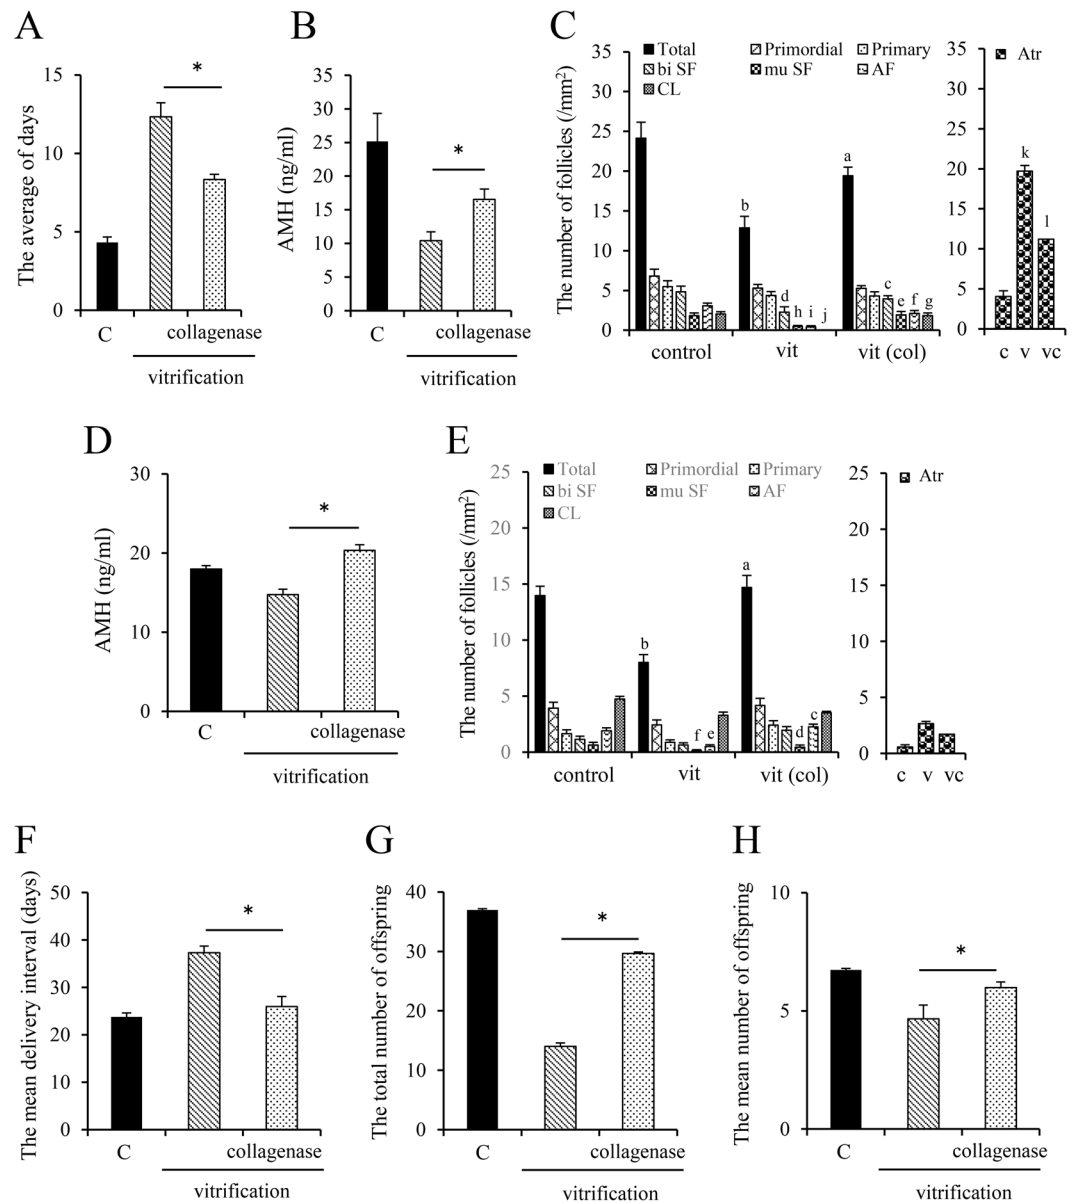 A
The average of days
15
10
5
0
*
C
collagenase
vitrification
B
AMH (ng/ml)
35
30
25
20
15
10
5
0
*
C
collagenase
vitrification
C
The number of follicles (/mm2)
Total Primordial Primary
bi SF mu SF AF
CL
35
30
25
20
15
10
5
0
b
d
h i j
a
c
e f g
control vit vit (col)
Atr
35
30
25
20
15
10
5
0
k
l
c v vc
D
AMH (ng/ml)
30
20
10
0
*
C
collagenase
vitrification
E
The number of follicles (/mm2)
Total Primordial Primary
bi SF mu SF AF
CL
25
20
15
10
5
0
b
f e
a
c
d
control vit vit (col)
Atr
25
20
15
10
5
0
c v vc
F
The mean delivery interval (days)
50
40
30
20
10
0
*
C
collagenase
vitrification
G
The total number of offspring
40
30
20
10
0
*
C
collagenase
vitrification
H
The mean number of offspring
10
5
0
*
C
collagenase
vitrification